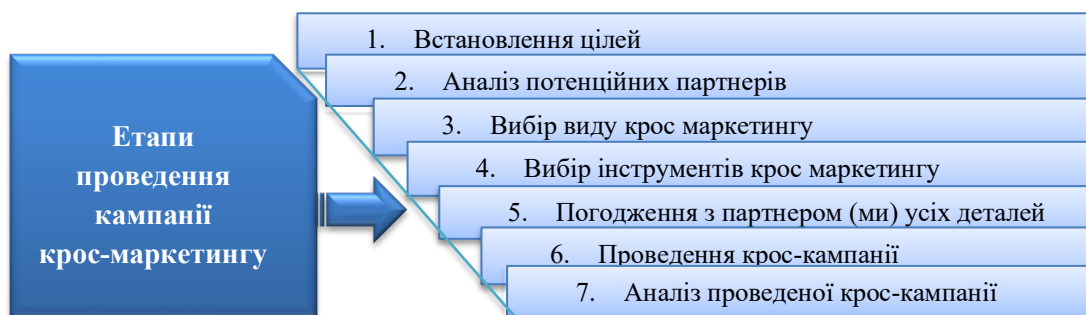 Етапи
проведення
кампанії
крос-маркетингу
1. Встановлення цілей
2. Аналіз потенційних партнерів
3. Вибір виду крос маркетингу
4. Вибір інструментів крос маркетингу
5. Погодження з партнером (ми) усіх деталей
6. Проведення крос-кампанії
7. Аналіз проведеної крос-кампанії